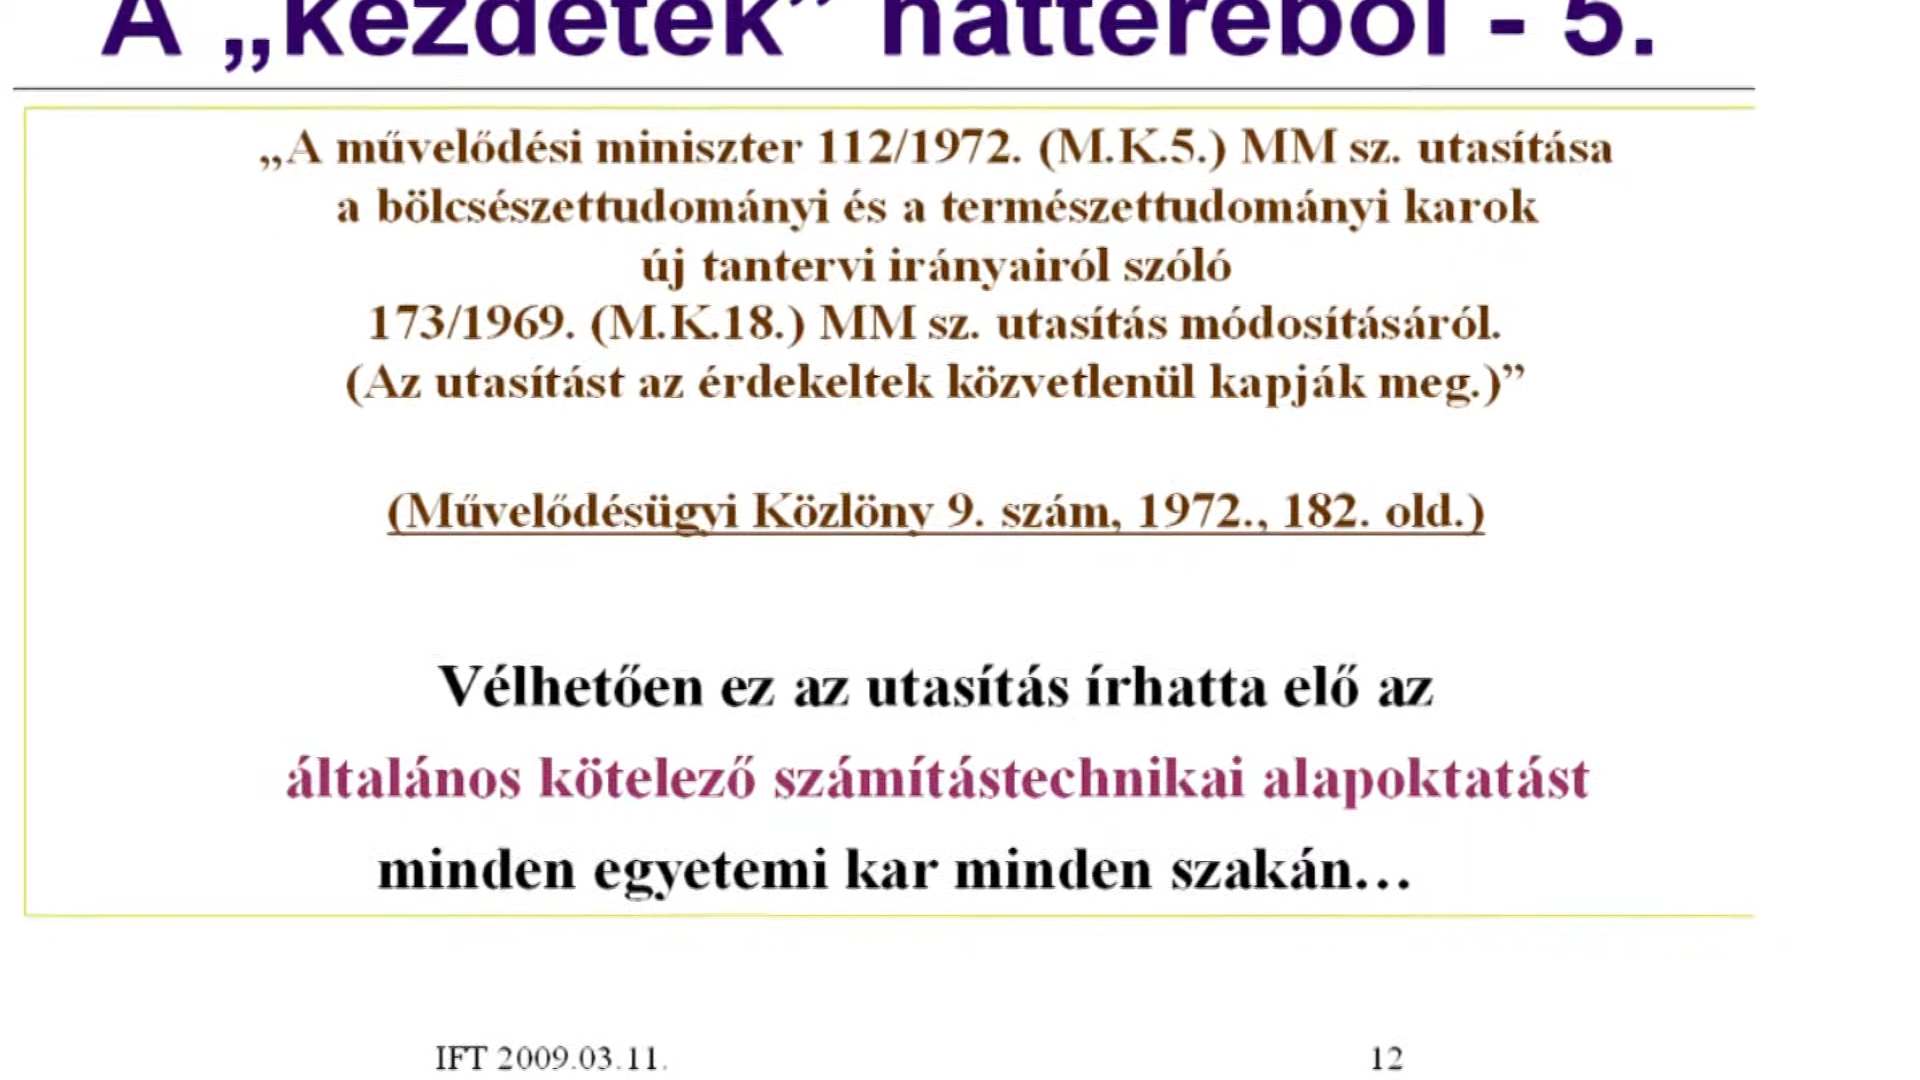 A „kezdetek” hátteréből - 5.
„A művelődési miniszter 112/1972. (M.K.5.) MM sz. utasítása
a bölcsészettudományi és a természettudományi karok
új tantervi irányairól szóló
173/1969. (M.K.18.) MM sz. utasítás módosításáról.
(Az utasítást az érdekeltek közvetlenül kapják meg.)”
(Művelődésügyi Közlöny 9. szám, 1972., 182. old.)
Vélhetően ez az utasítás írhatta elő az
általános kötelező számítástechnikai alapoktatást
minden egyetemi kar minden szakán…
IFT 2009.03.11.
12